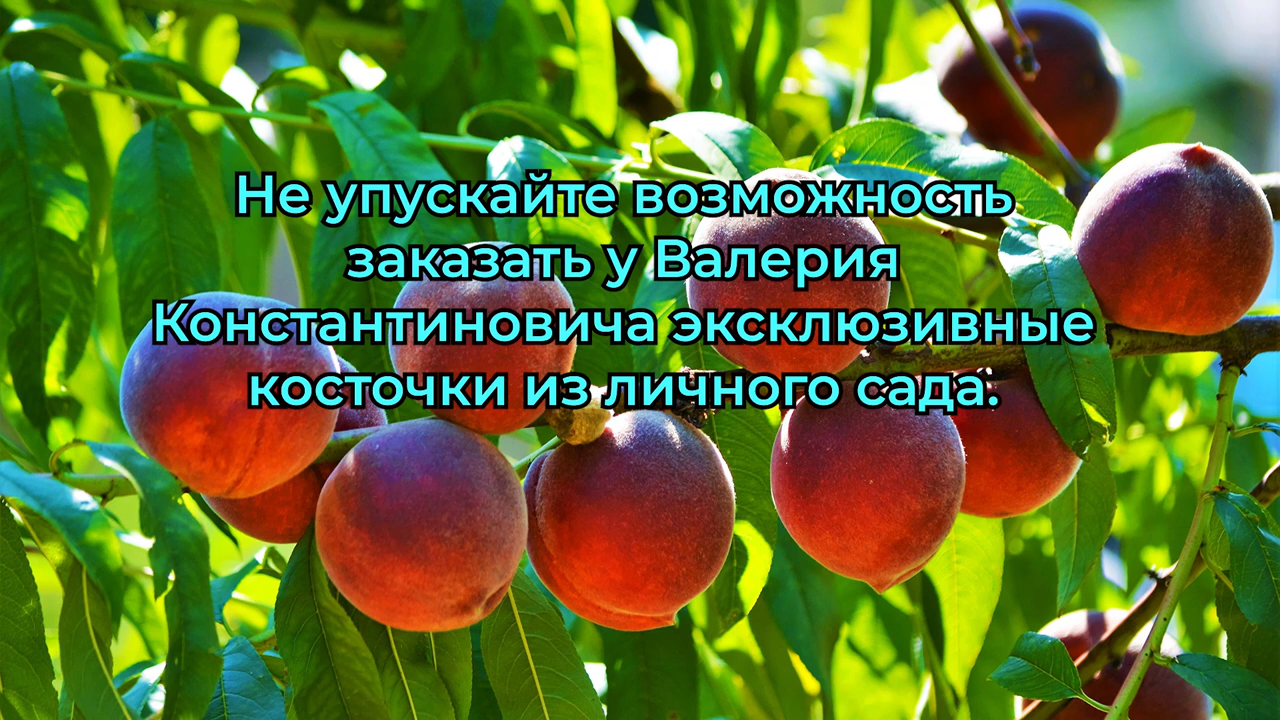 Не упускайте возможность
заказать у Валерия
Константиновича эксклюзивные
косточки из личного сада.